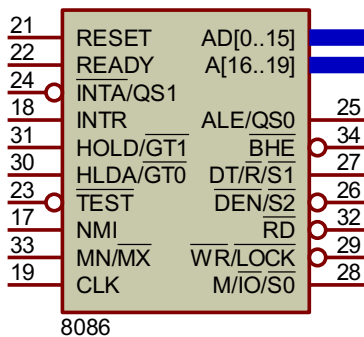 21 RESET AD[0..15]
22 READY A[16..19]
24 INTA/QS1
18 INTR ALE/QS0 25
31 HOLD/GT1 BHE 34
30 HLDA/GT0 DT/R/S1 27
23 TEST DEN/S2 26
17 NMI RD 32
33 MN/MX WR/LOCK 29
19 CLK M/IO/S0 28
8086